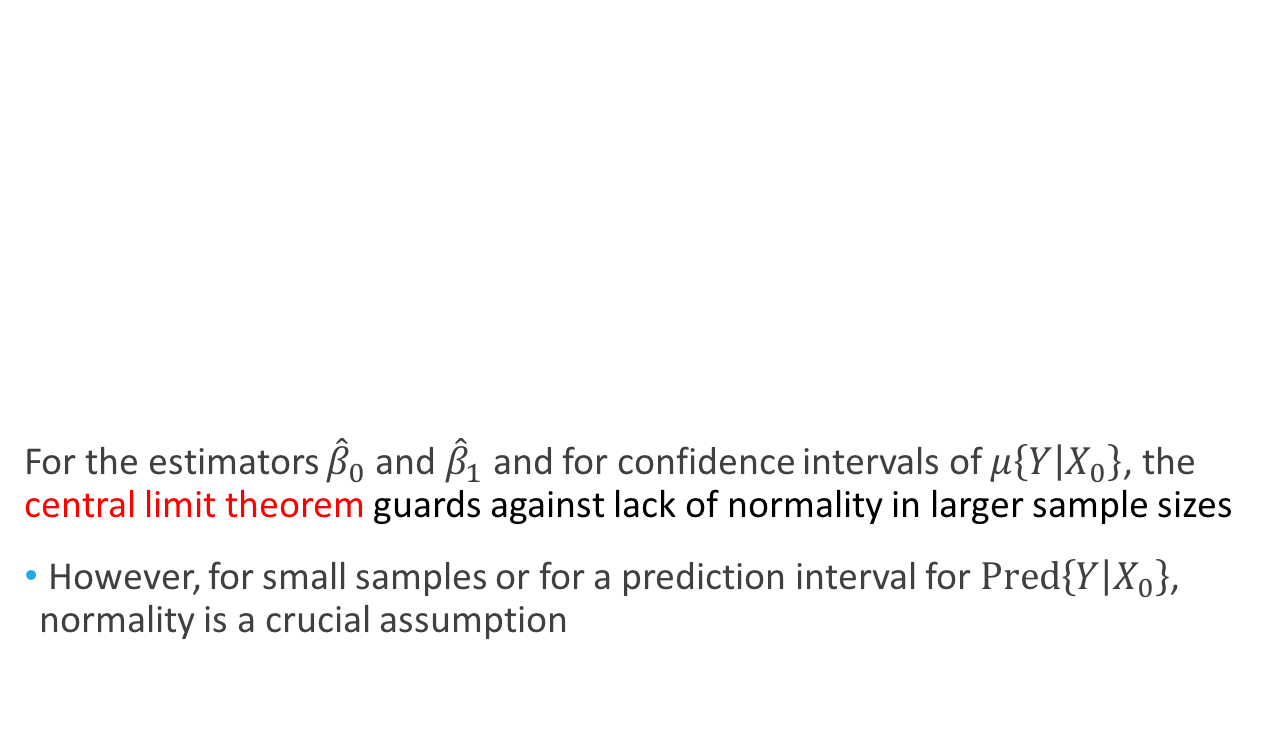 For the estimators β̂₀ and β̂₁ and for confidence intervals of μ{Y|X₀}, the
central limit theorem guards against lack of normality in larger sample sizes
• However, for small samples or for a prediction interval for Pred{Y|X₀},
normality is a crucial assumption